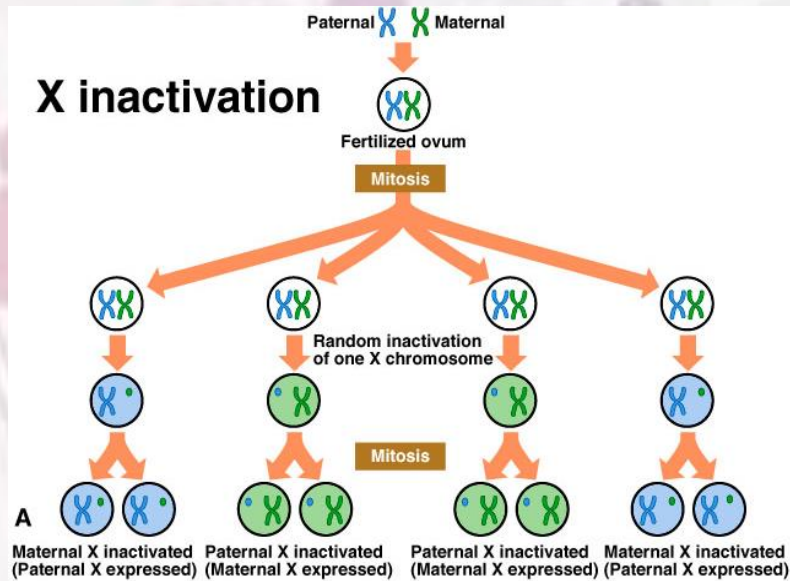 Paternal Maternal
X inactivation
Fertilized ovum
Mitosis
Random inactivation
of one X chromosome
Mitosis
A
Maternal X inactivated
(Paternal X expressed)
Paternal X inactivated
(Maternal X expressed)
Paternal X inactivated
(Maternal X expressed)
Maternal X inactivated
(Paternal X expressed)